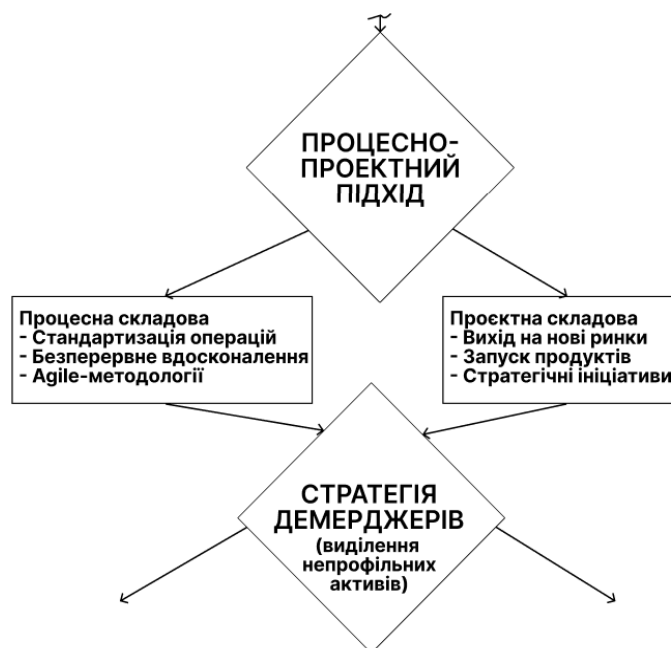 ПРОЦЕСНО-
ПРОЕКТНИЙ
ПІДХІД
Процесна складова
- Стандартизація операцій
- Безперервне вдосконалення
- Agile-методології
Проєктна складова
- Вихід на нові ринки
- Запуск продуктів
- Стратегічні ініціативи
СТРАТЕГІЯ
ДЕМЕРДЖЕРІВ
(виділення
непрофільних
активів)